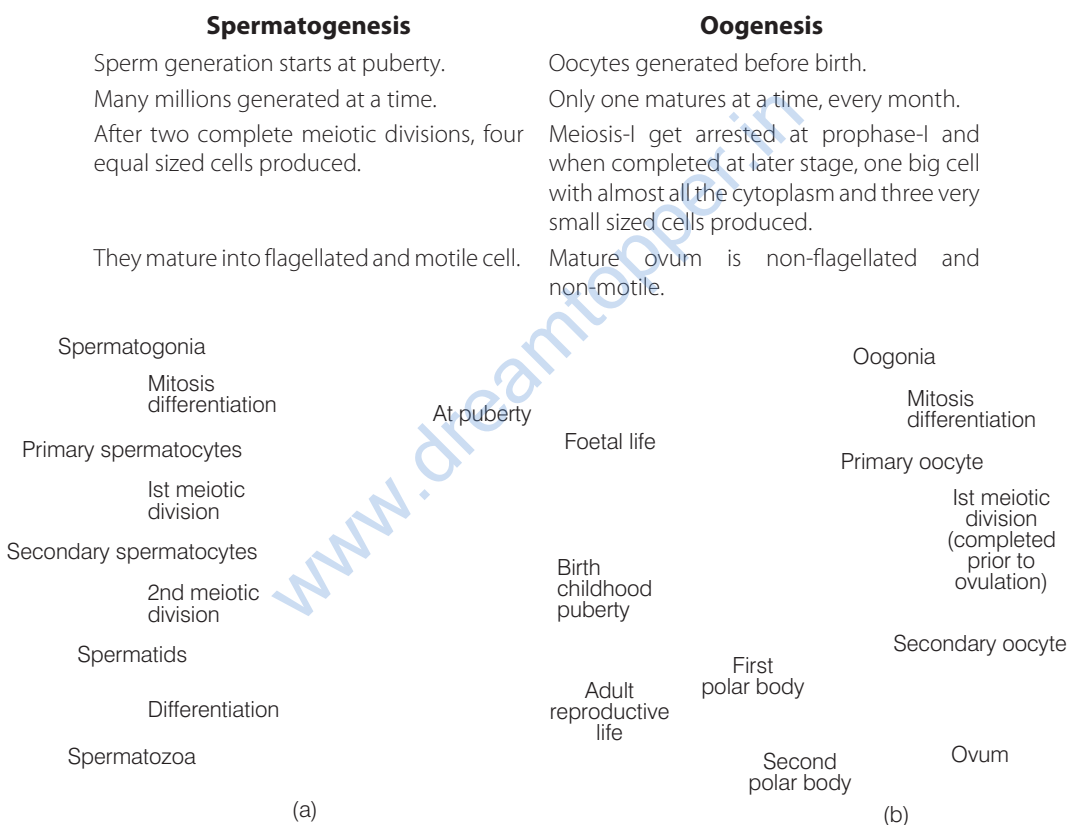 Spermatogenesis
Oogenesis
Sperm generation starts at puberty.
Oocytes generated before birth.
Many millions generated at a time.
Only one matures at a time, every month.
After two complete meiotic divisions, four
equal sized cells produced.
Meiosis-I get arrested at prophase-I and
when completed at later stage, one big cell
with almost all the cytoplasm and three very
small sized cells produced.
They mature into flagellated and motile cell.
Mature ovum is non-flagellated and
non-motile.
Spermatogonia
Mitosis
differentiation
At puberty
Primary spermatocytes
Ist meiotic
division
Secondary spermatocytes
2nd meiotic
division
Spermatids
Differentiation
Spermatozoa
(a)
Oogonia
Mitosis
differentiation
Foetal life
Primary oocyte
Ist meiotic
division
(completed
prior to
ovulation)
Birth
childhood
puberty
Secondary oocyte
First
polar body
Adult
reproductive
life
Second
polar body
Ovum
(b)
www.dreamtopper.in